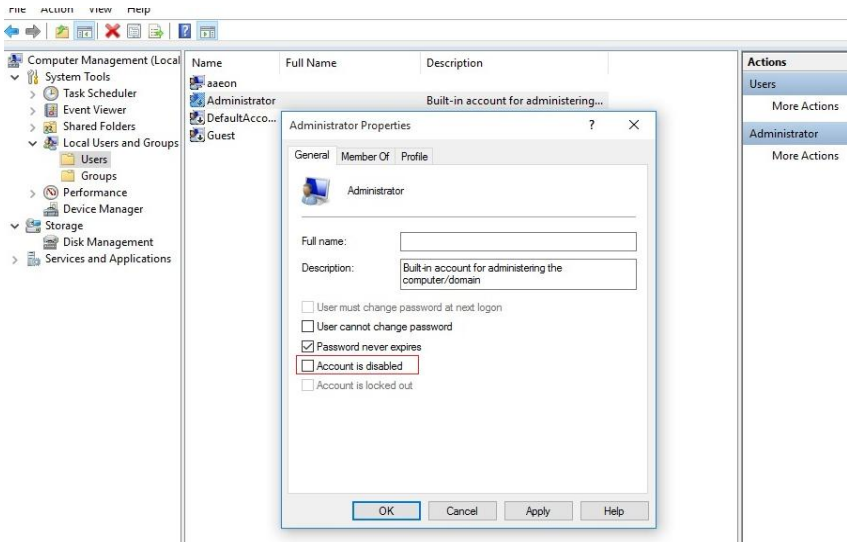 File Action View Help
Computer Management (Local
System Tools
Task Scheduler
Event Viewer
Shared Folders
Local Users and Groups
Users
Groups
Performance
Device Manager
Storage
Disk Management
Services and Applications
Name Full Name Description
aaeon
Administrator Built-in account for administering...
DefaultAcco...
Guest
Administrator Properties
General Member Of Profile
Administrator
Full name:
Description: Built-in account for administering the
computer/domain
User must change password at next logon
User cannot change password
Password never expires
Account is disabled
Account is locked out
OK Cancel Apply Help
Actions
Users
More Actions
Administrator
More Actions